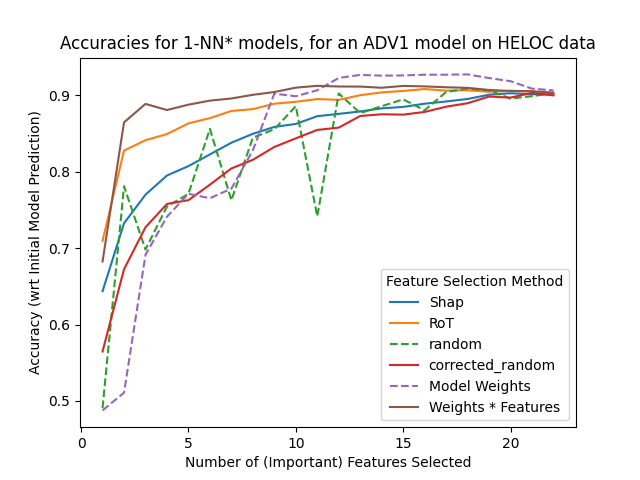 Accuracies for 1-NN* models, for an ADV1 model on HELOC data
Accuracy (wrt Initial Model Prediction)
0.9
0.8
0.7
0.6
0.5
Feature Selection Method
Shap
RoT
random
corrected_random
Model Weights
Weights * Features
0
5
10
15
20
Number of (Important) Features Selected